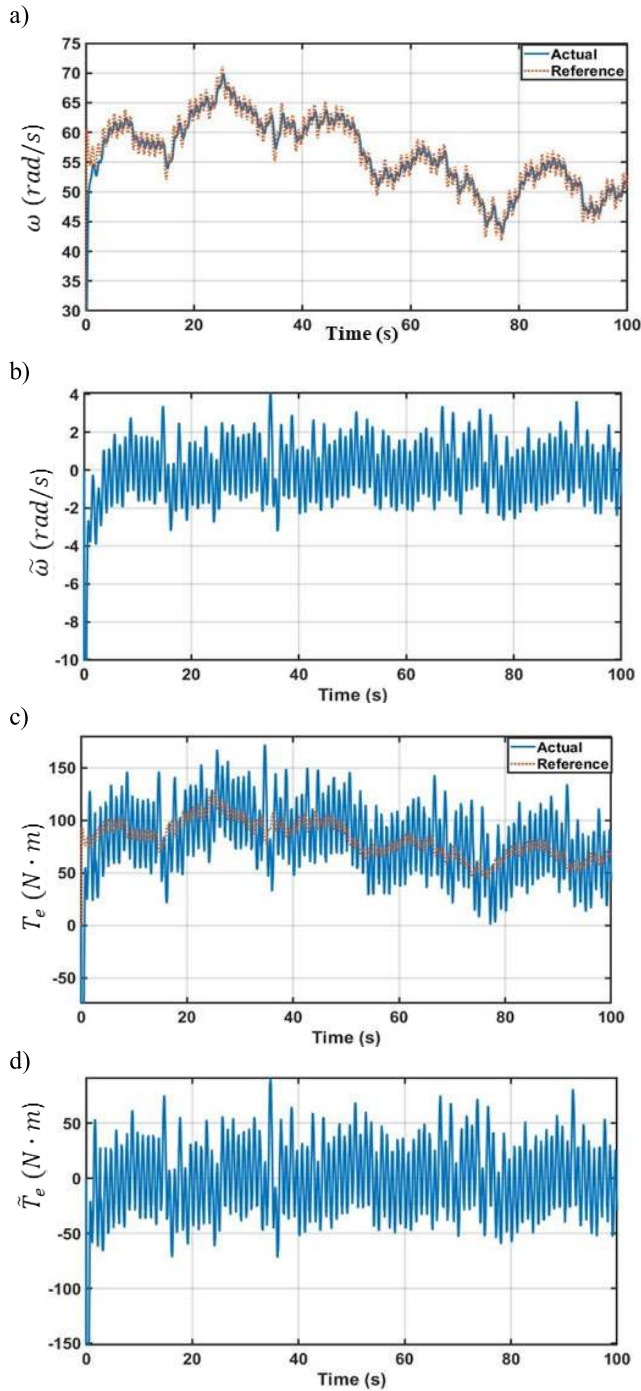 a)
75
70
65
60
55
50
45
40
35
30
ω (rad/s)
Actual
Reference
0 20 40 60 80 100
Time (s)
b)
4
2
0
-2
-4
-6
-8
-10
ω̃ (rad/s)
0 20 40 60 80 100
Time (s)
c)
150
100
50
0
-50
Tₑ (N · m)
Actual
Reference
0 20 40 60 80 100
Time (s)
d)
50
0
-50
-100
-150
T̃ₑ (N · m)
0 20 40 60 80 100
Time (s)